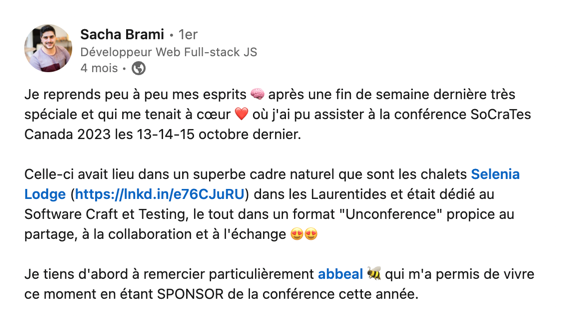 Sacha Brami • 1er
Développeur Web Full-stack JS
4 mois •
Je reprends peu à peu mes esprits 🧠 après une fin de semaine dernière très
spéciale et qui me tenait à cœur ❤️ où j'ai pu assister à la conférence SoCraTes
Canada 2023 les 13-14-15 octobre dernier.
Celle-ci avait lieu dans un superbe cadre naturel que sont les chalets Selenia
Lodge (https://lnkd.in/e76CJuRU) dans les Laurentides et était dédié au
Software Craft et Testing, le tout dans un format "Unconference" propice au
partage, à la collaboration et à l'échange 😍😍
Je tiens d'abord à remercier particulièrement abbeal 🐝 qui m'a permis de vivre
ce moment en étant SPONSOR de la conférence cette année.